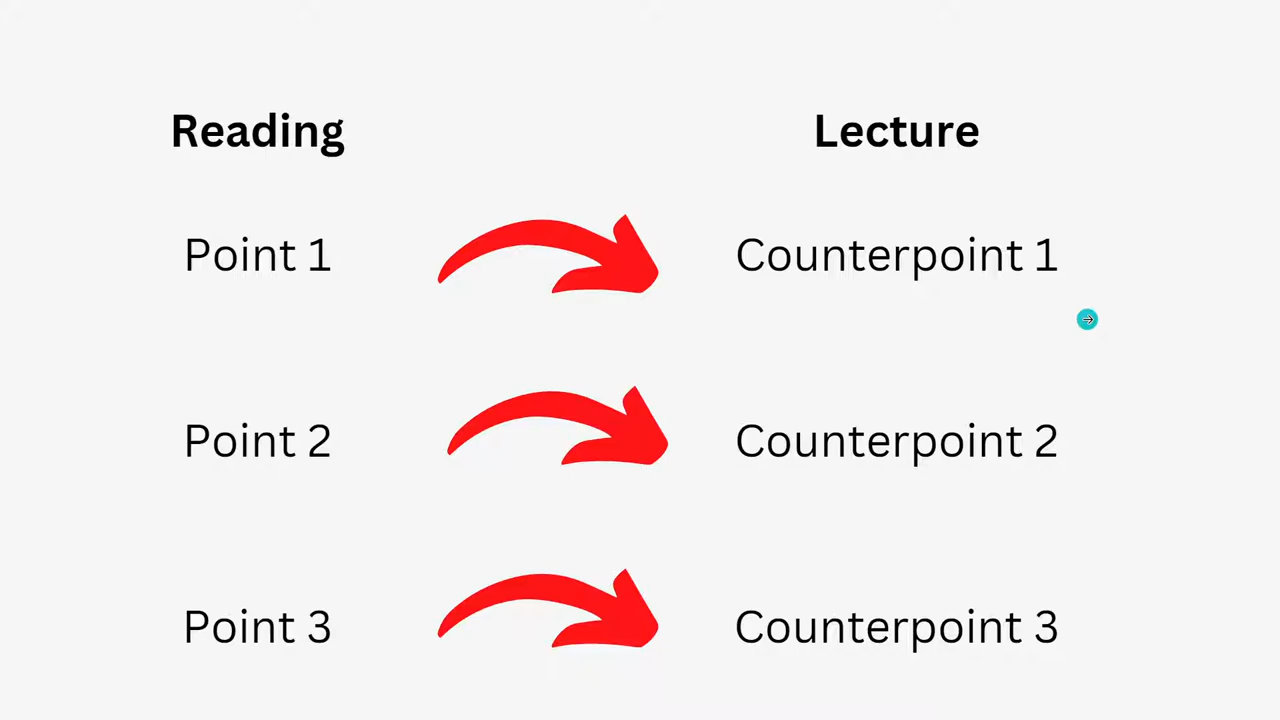 Reading
Lecture
Point 1
Counterpoint 1
Point 2
Counterpoint 2
Point 3
Counterpoint 3